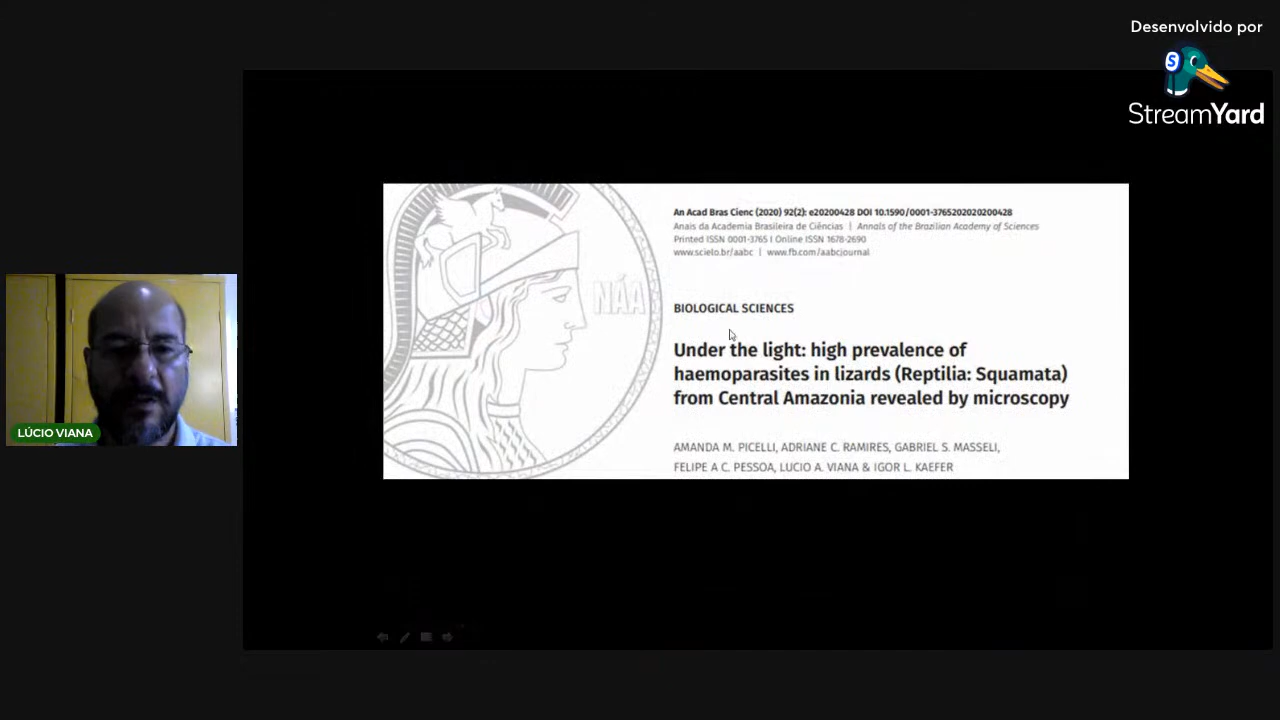 Desenvolvido por
StreamYard
An Acad Bras Cienc (2020) 92(2): e20200428 DOI 10.1590/0001-3765202020200428
Anais da Academia Brasileira de Ciências | Annals of the Brazilian Academy of Sciences
Printed ISSN 0001-3765 I Online ISSN 1678-2690
www.scielo.br/aabc | www.fb.com/aabcjournal
NÁA
BIOLOGICAL SCIENCES
Under the light: high prevalence of
haemoparasites in lizards (Reptilia: Squamata)
from Central Amazonia revealed by microscopy
AMANDA M. PICELLI, ADRIANE C. RAMIRES, GABRIEL S. MASSELI,
FELIPE A C. PESSOA, LUCIO A. VIANA & IGOR L. KAEFER
LÚCIO VIANA